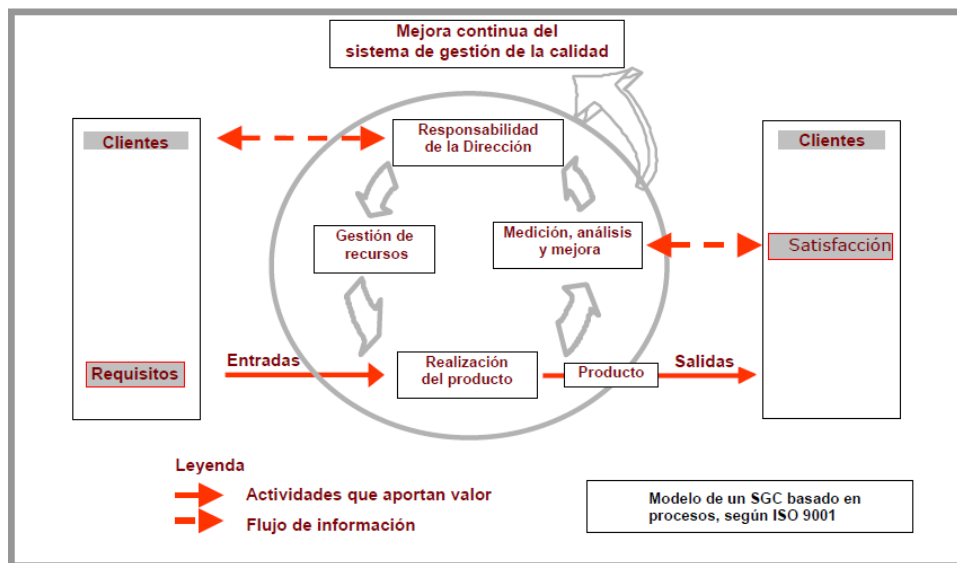 Mejora continua del
sistema de gestión de la calidad
Clientes
Responsabilidad
de la Dirección
Clientes
Gestión de
recursos
Medición, análisis
y mejora
Satisfacción
Requisitos
Entradas
Realización
del producto
Producto
Salidas
Leyenda
Actividades que aportan valor
Flujo de información
Modelo de un SGC basado en
procesos, según ISO 9001